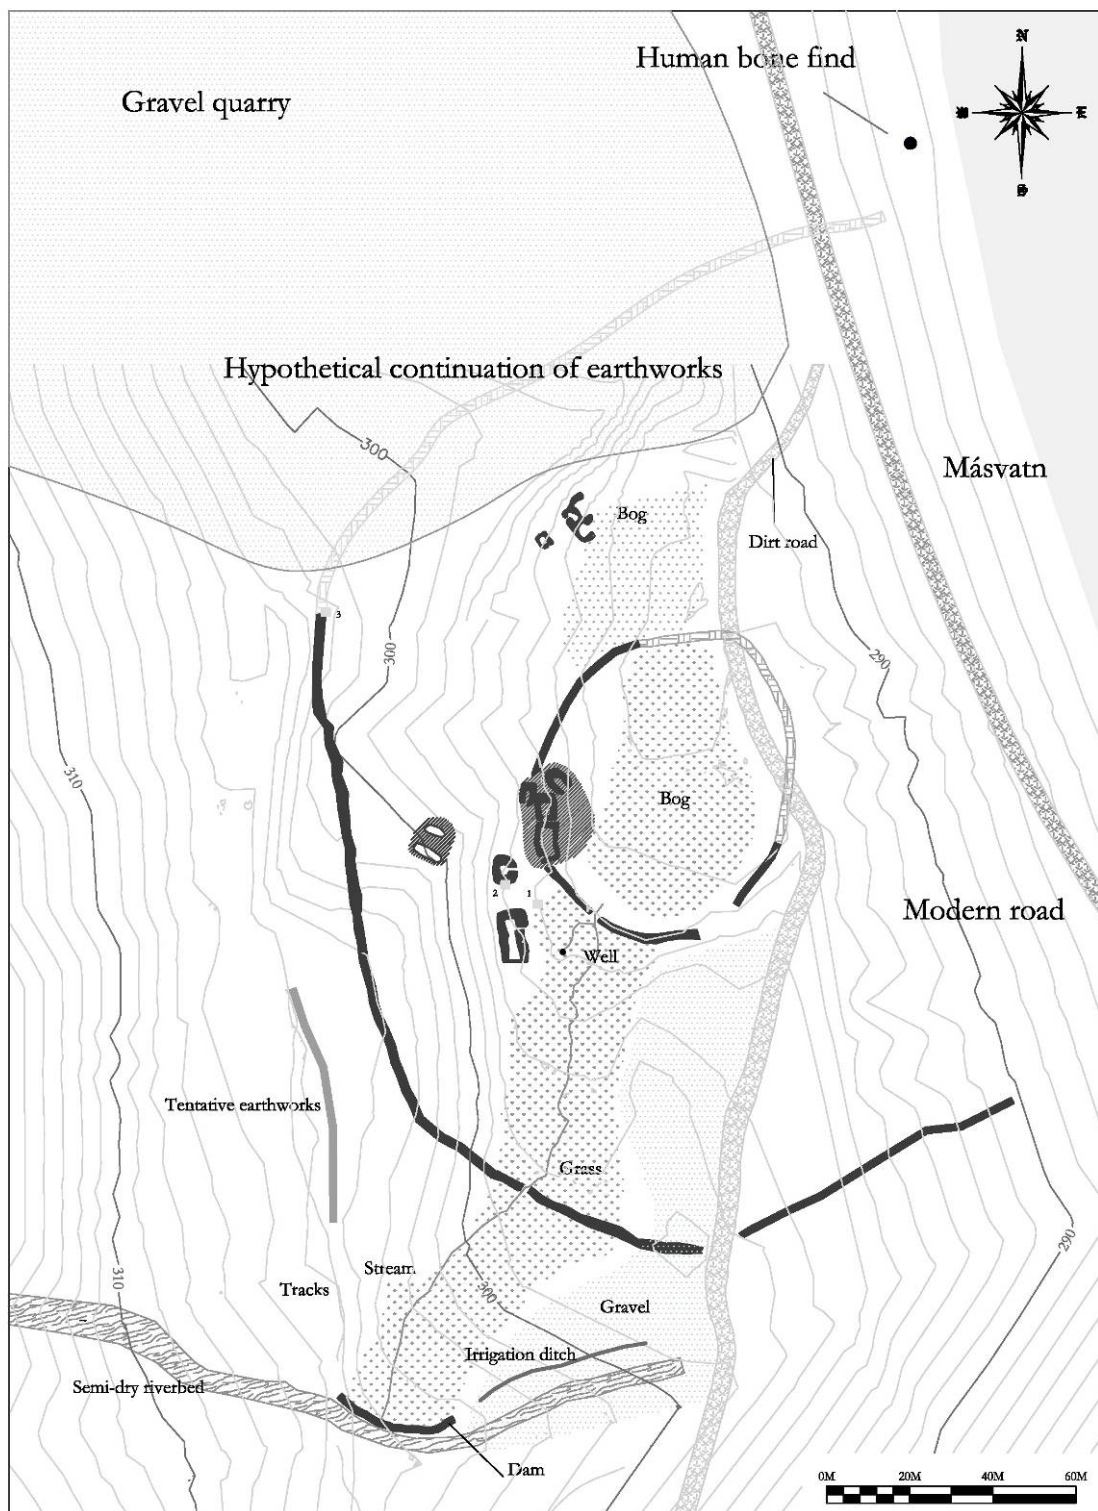 N
Human bone find
Gravel quarry
S
Hypothetical continuation of earthworks
300
Másvatn
Bog
Dirt road
3
300
290
310
Bog
2
1
Modern road
Well
Tentative earthworks
Grass
290
Stream
310
Tracks
300
Gravel
Irrigation ditch
Semi-dry riverbed
Dam
0M 20M 40M 60M